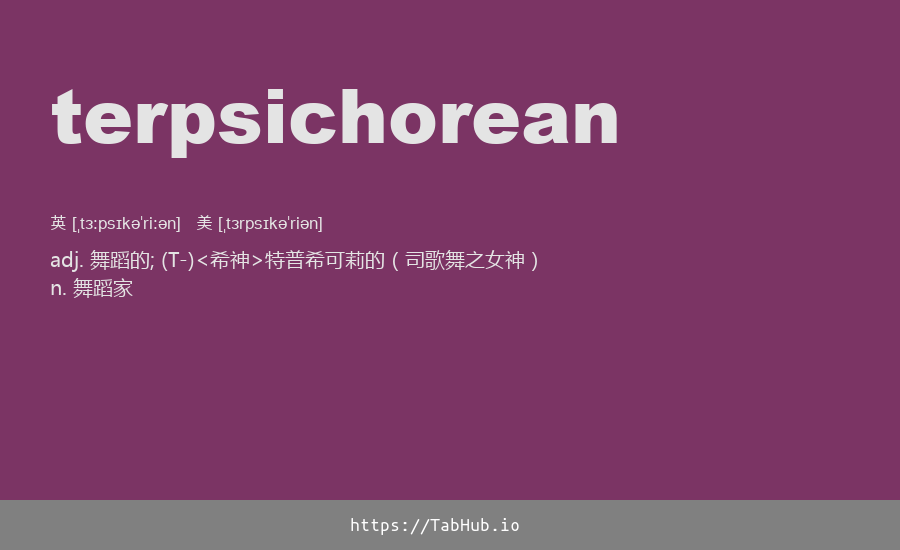 terpsichorean
英 [ˌtɜːpsɪkəˈriːən] 美 [ˌtɜrpsɪkəˈriən]
adj. 舞蹈的; (T-)<希神>特普希可莉的（司歌舞之女神）
n. 舞蹈家
https://TabHub.io